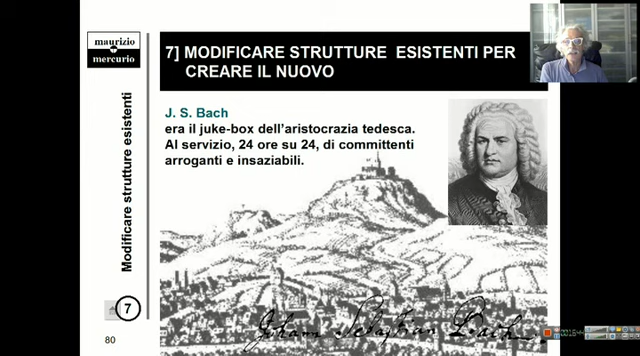 maurizio
mercurio
7] MODIFICARE STRUTTURE ESISTENTI PER
CREARE IL NUOVO
Modificare strutture esistenti
J. S. Bach
era il juke-box dell'aristocrazia tedesca.
Al servizio, 24 ore su 24, di committenti
arroganti e insaziabili.
7
80
Johann Sebastian Bach